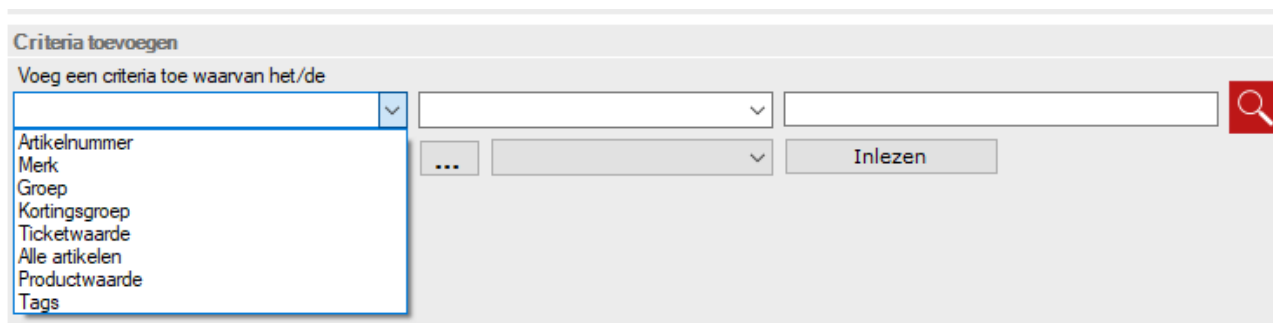 Criteria toevoegen
Voeg een criteria toe waarvan het/de
Artikelnummer
Merk
Groep
Kortingsgroep
Ticketwaarde
Alle artikelen
Productwaarde
Tags
...
Inlezen